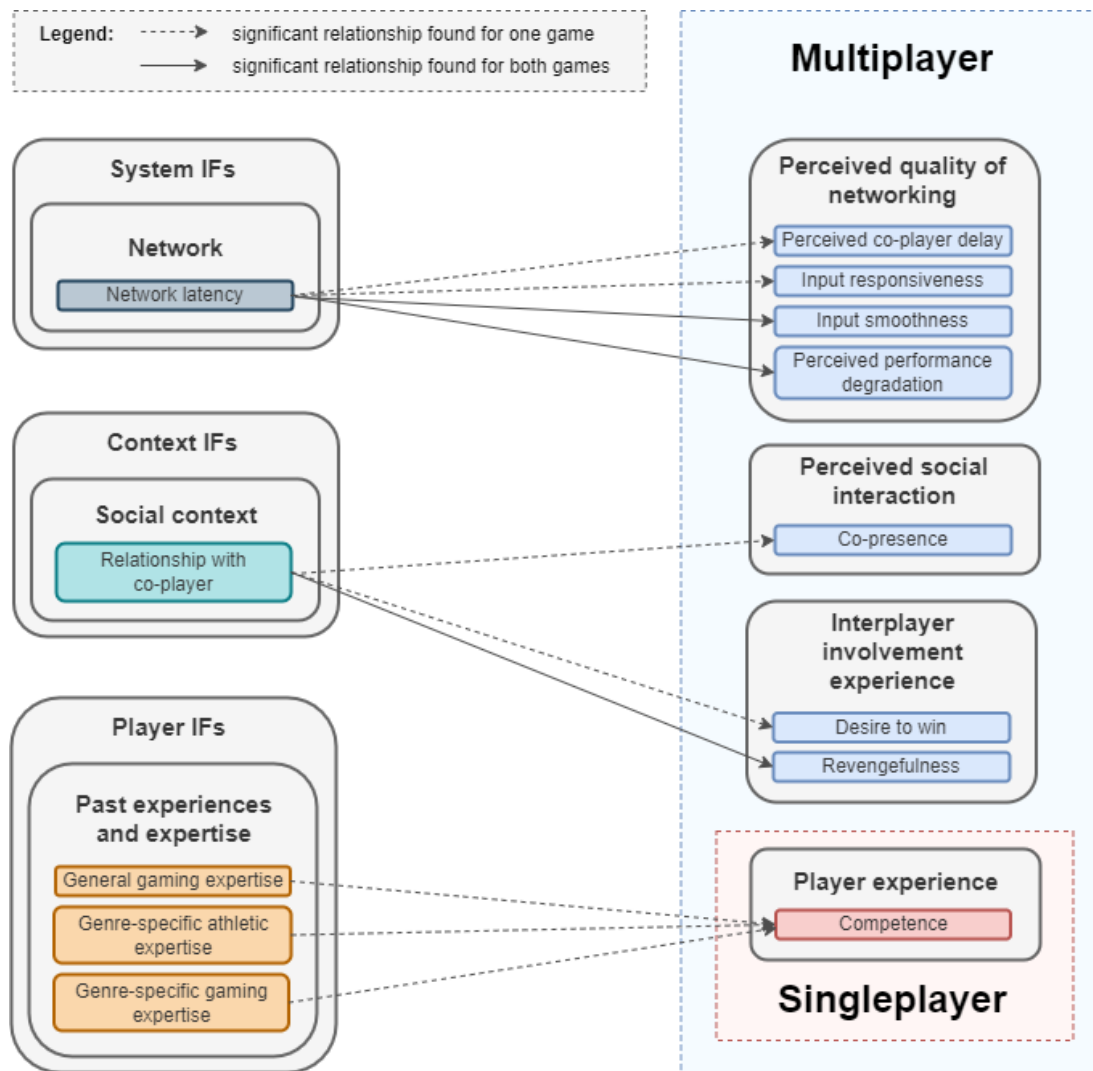 Legend:
significant relationship found for one game
significant relationship found for both games
Multiplayer
System IFs
Network
Network latency
Perceived quality of
networking
Perceived co-player delay
Input responsiveness
Input smoothness
Perceived performance
degradation
Context IFs
Social context
Relationship with
co-player
Perceived social
interaction
Co-presence
Interplayer
involvement
experience
Desire to win
Revengefulness
Player IFs
Past experiences
and expertise
General gaming expertise
Genre-specific athletic
expertise
Genre-specific gaming
expertise
Player experience
Competence
Singleplayer